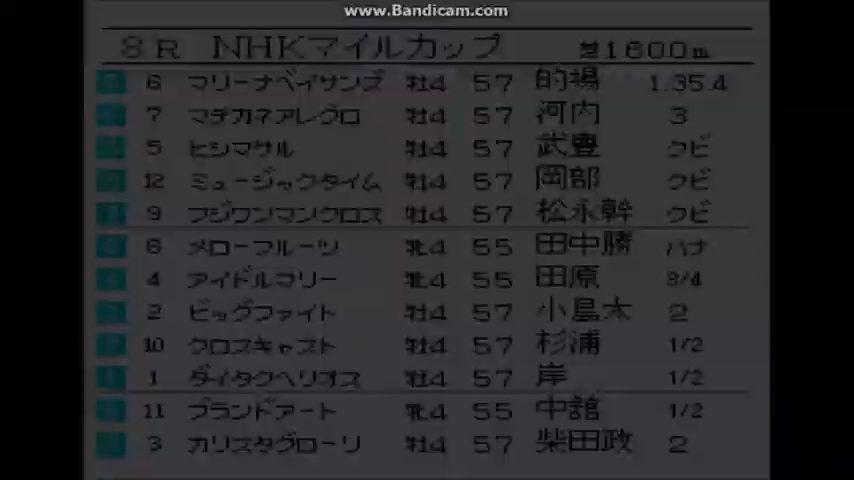 www.Bandicam.com
8R NHKマイルカップ 芝1600m
6 マリーナベイサンズ 牡4 57 的場 1.35.4
7 マチカネアレグロ 牡4 57 河内 3
5 ヒシマサル 牡4 57 武豊 クビ
12 ミュージックタイム 牡4 57 岡部 クビ
9 フジワンマンクロス 牡4 57 松永幹 クビ
8 メローフルーツ 牝4 55 田中勝 ハナ
4 アイドルマリー 牝4 55 田原 3/4
2 ビッグファイト 牡4 57 小島太 2
10 クロスキャスト 牡4 57 杉浦 1/2
1 ダイタクヘリオス 牡4 57 岸 1/2
11 ブランドアート 牝4 55 中舘 1/2
3 カリスタグローリ 牡4 57 柴田政 2